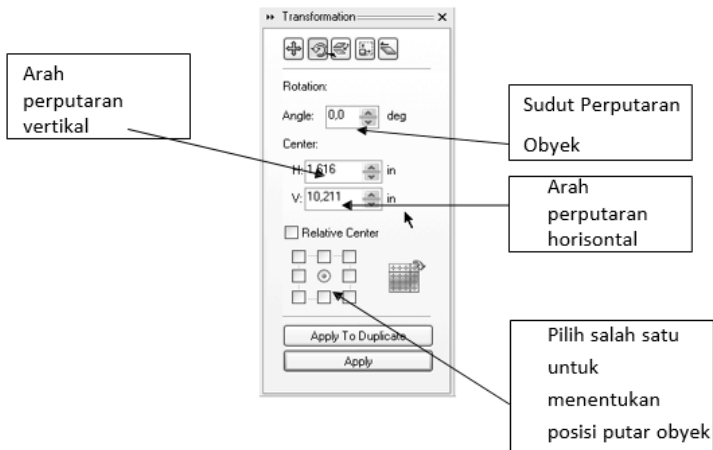 Transformation
Arah
perputaran
vertikal
Rotation:
Angle: 0,0 deg
Center:
H: 1,616 in
V: 10,211 in
Relative Center
Apply To Duplicate
Apply
Sudut Perputaran
Obyek
Arah
perputaran
horisontal
Pilih salah satu
untuk
menentukan
posisi putar obyek